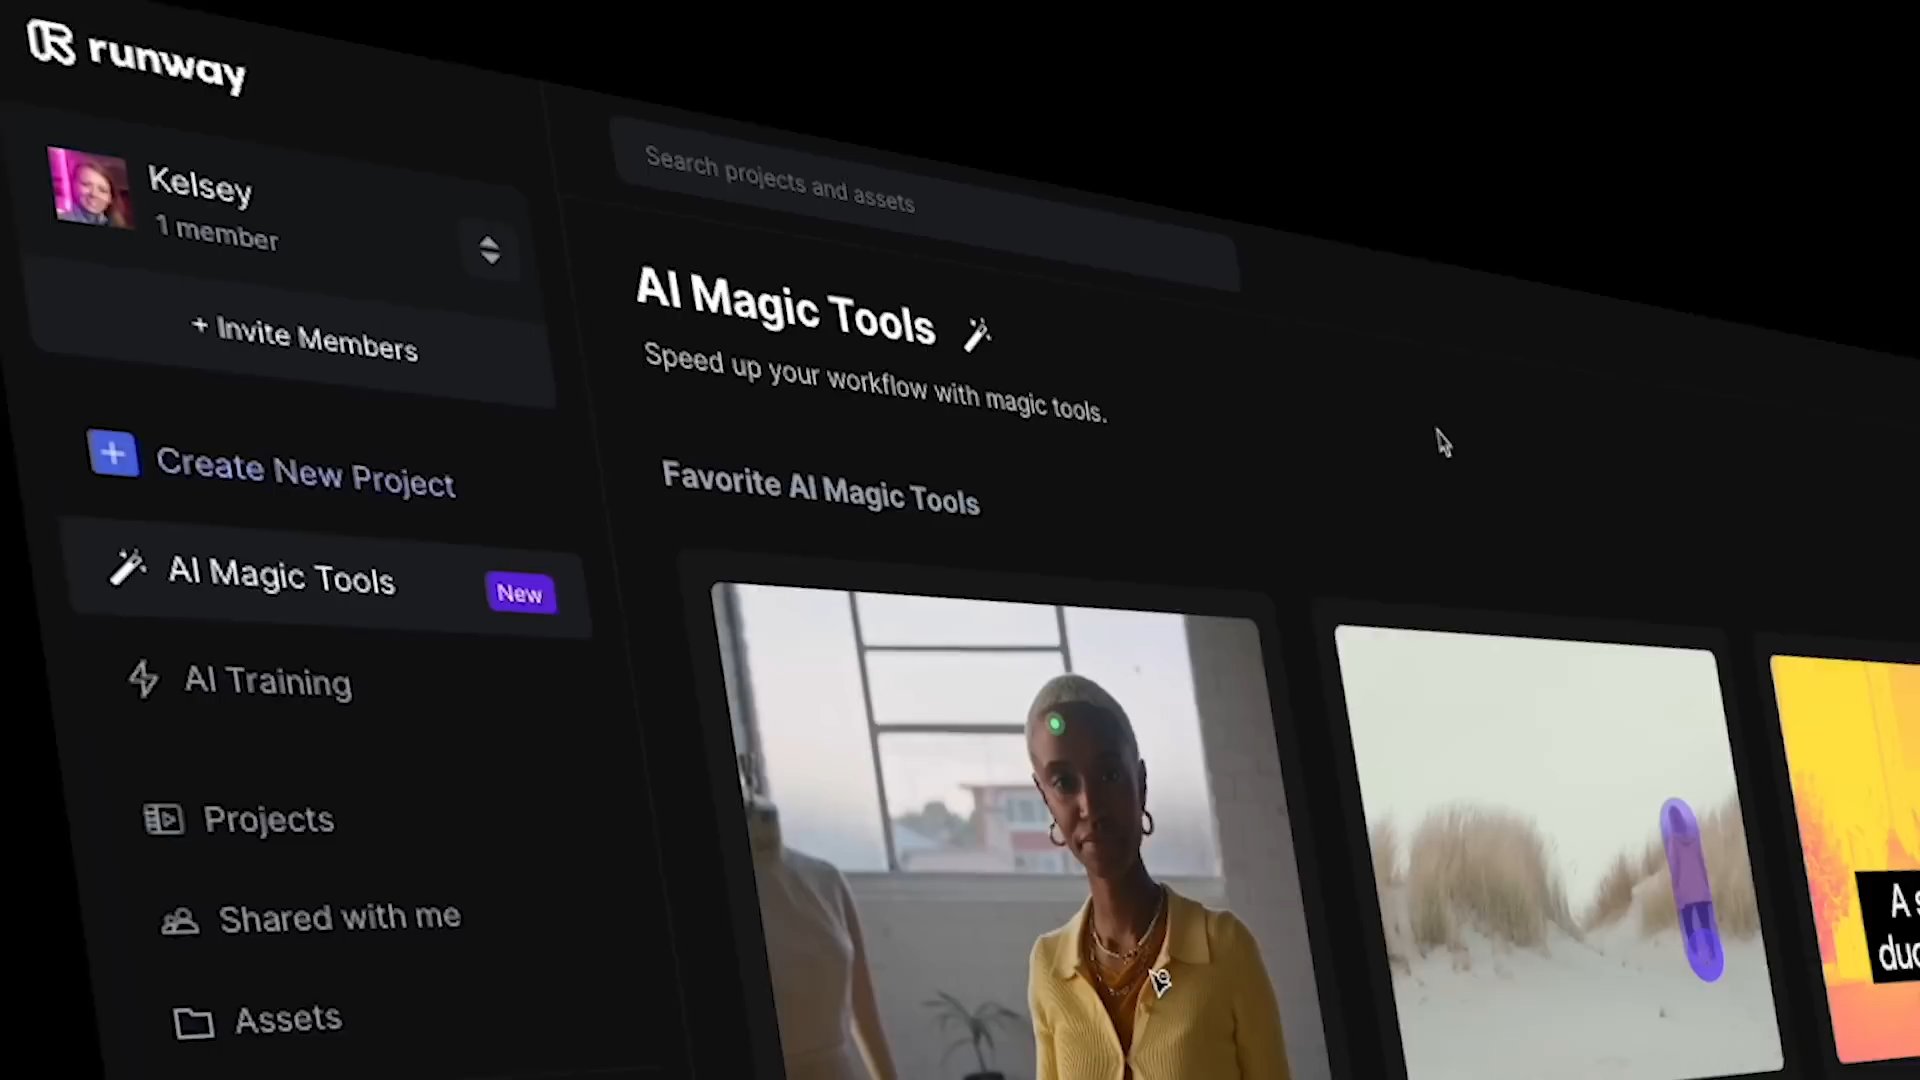 runway
Kelsey
1 member
+ Invite Members
Create New Project
AI Magic Tools
New
AI Training
Projects
Shared with me
Assets
Search projects and assets
AI Magic Tools
Speed up your workflow with magic tools.
Favorite AI Magic Tools
A